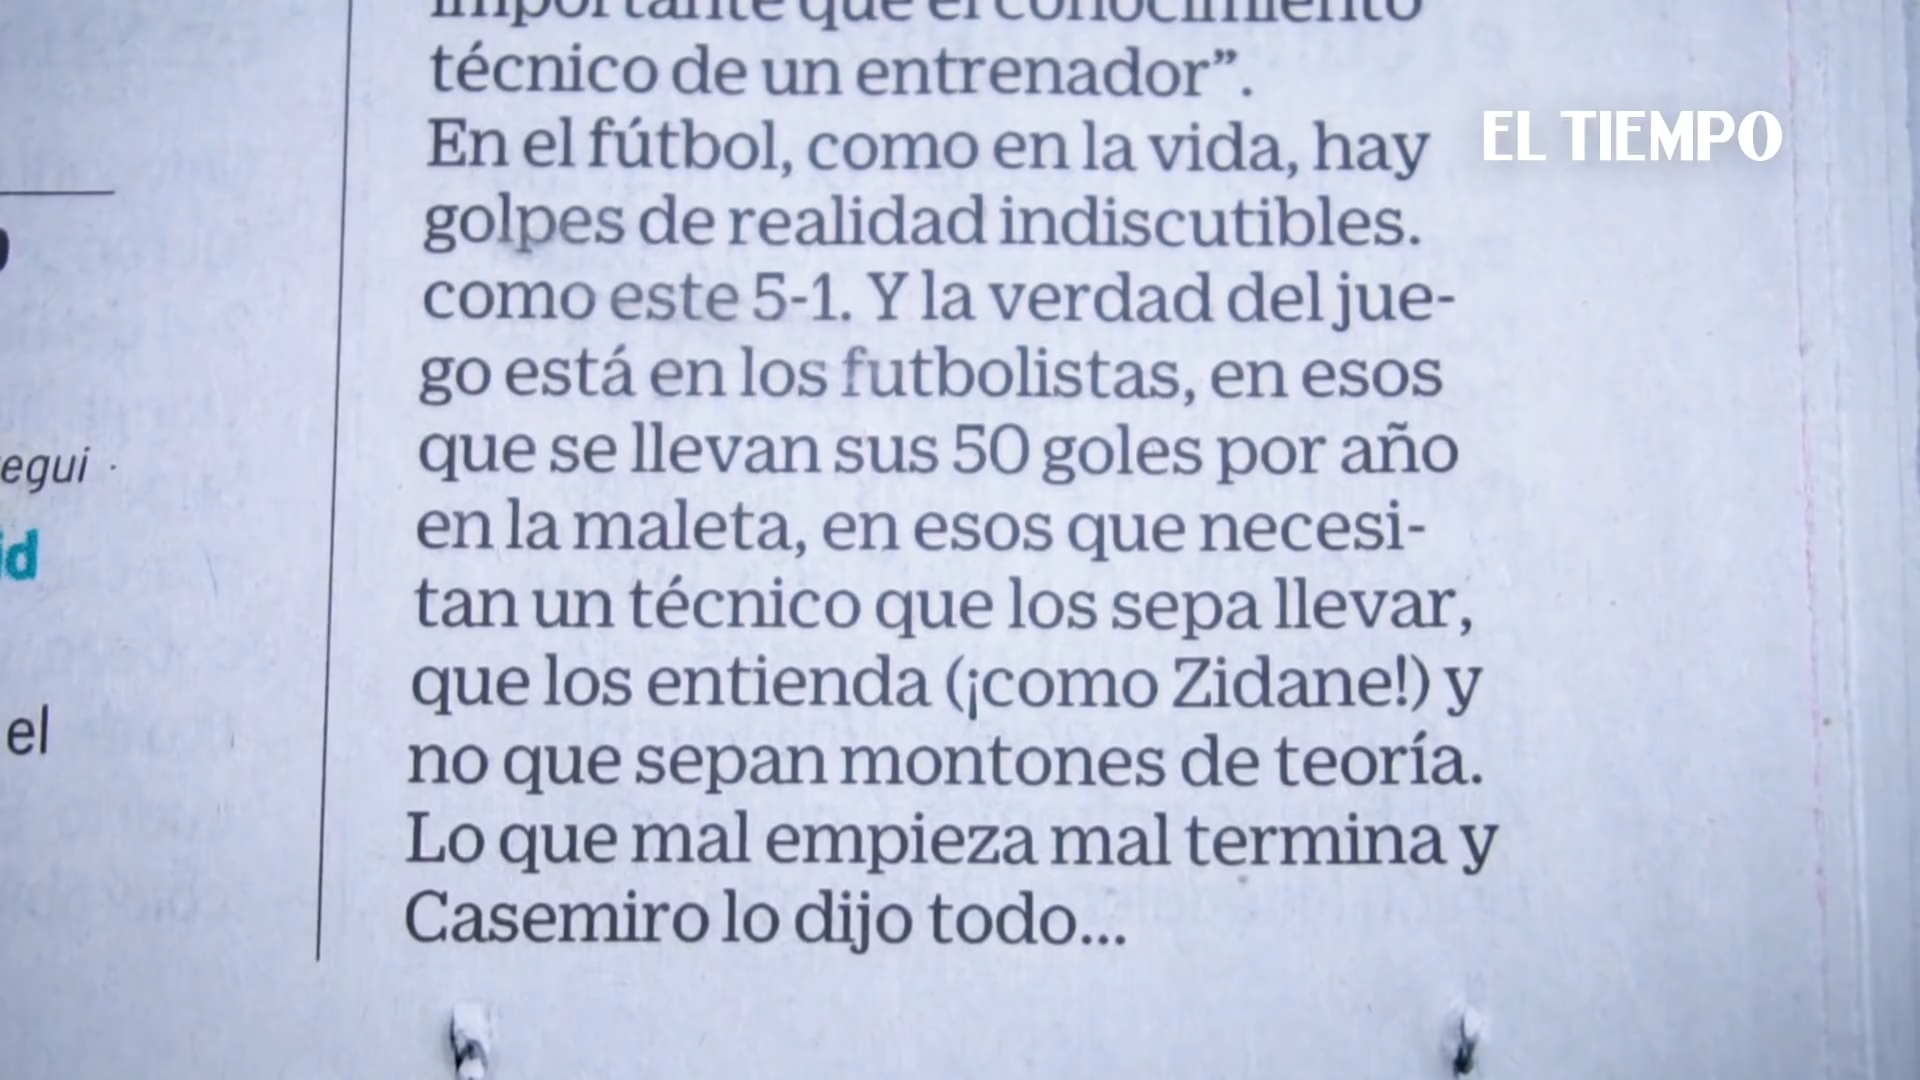 importante que el conocimiento
técnico de un entrenador”.
En el fútbol, como en la vida, hay
golpes de realidad indiscutibles.
como este 5-1. Y la verdad del jue-
go está en los futbolistas, en esos
que se llevan sus 50 goles por año
en la maleta, en esos que necesi-
tan un técnico que los sepa llevar,
que los entienda (¡como Zidane!) y
no que sepan montones de teoría.
Lo que mal empieza mal termina y
Casemiro lo dijo todo...
EL TIEMPO
egui ·
id
el